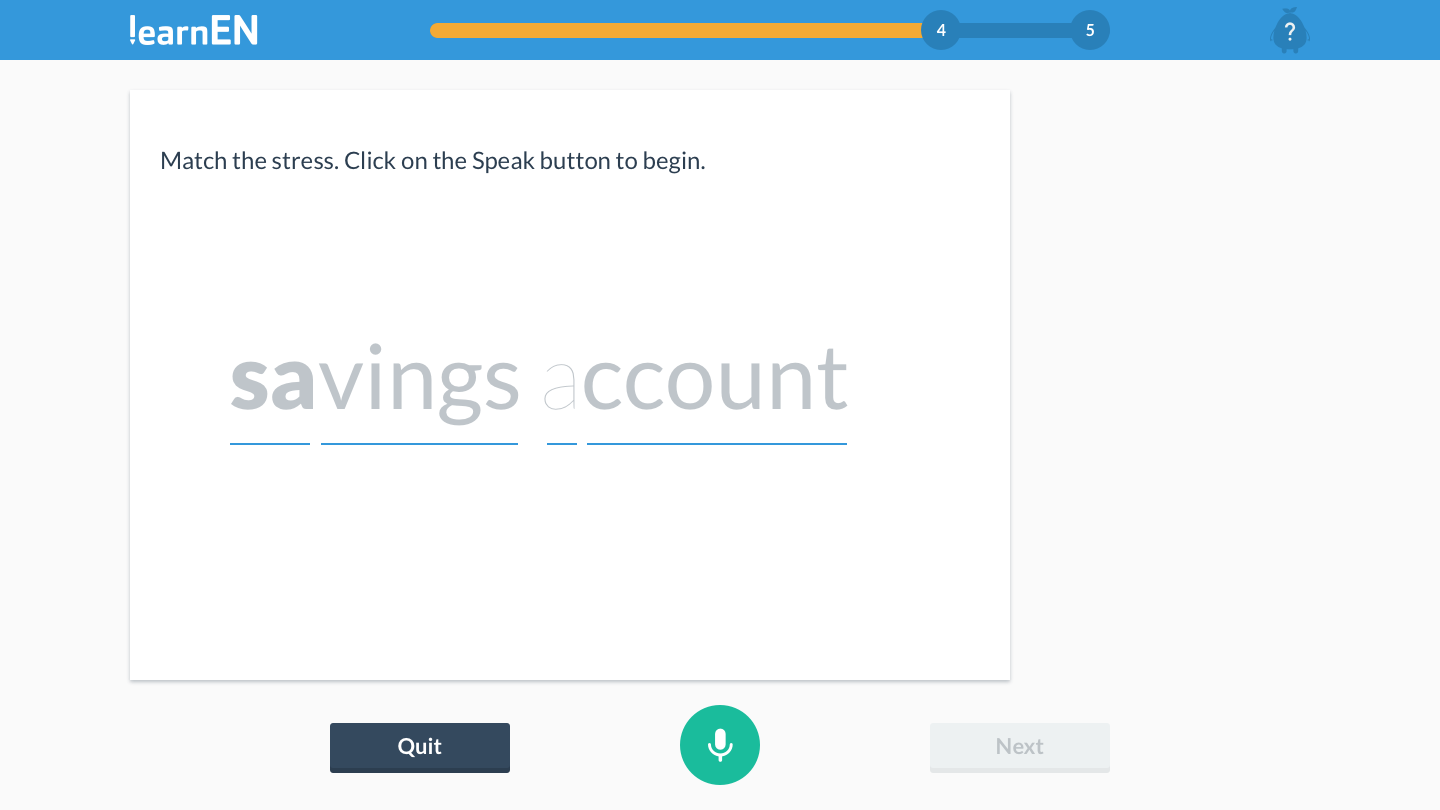 learnEN
4
5
?
Match the stress. Click on the Speak button to begin.
savings account
Quit
Next